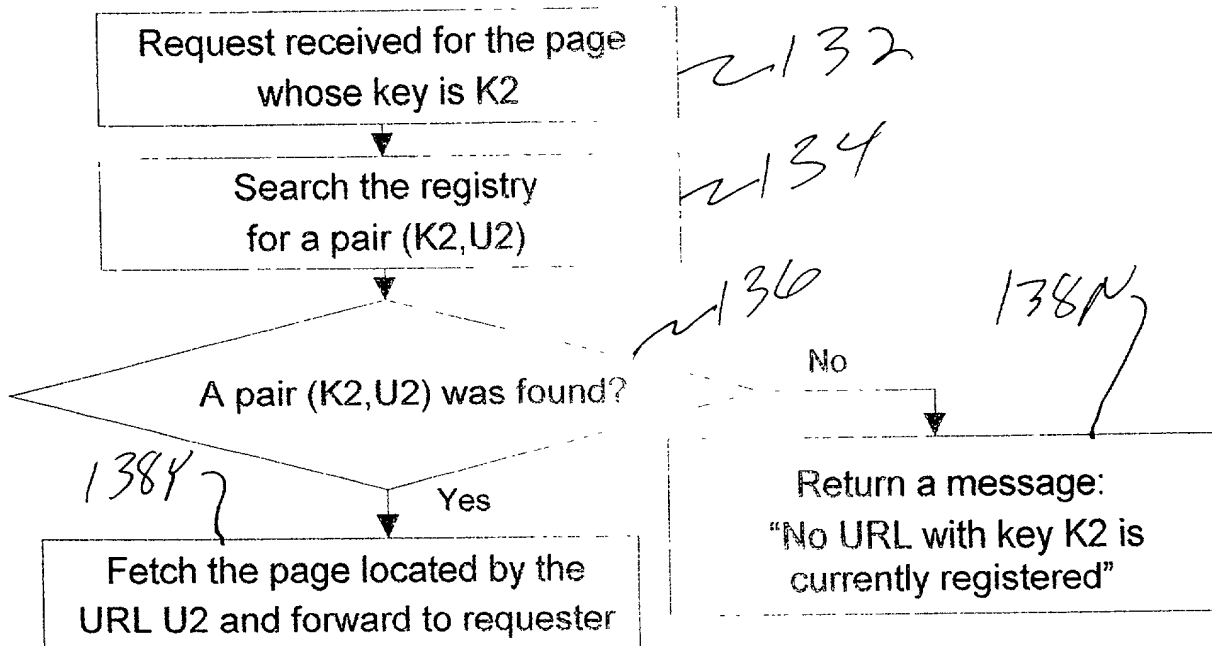 Request received for the page
whose key is K2
132
Search the registry
for a pair (K2,U2)
134
136
138N
A pair (K2,U2) was found?
No
138Y
Yes
Return a message:
“No URL with key K2 is
currently registered”
Fetch the page located by the
URL U2 and forward to requester